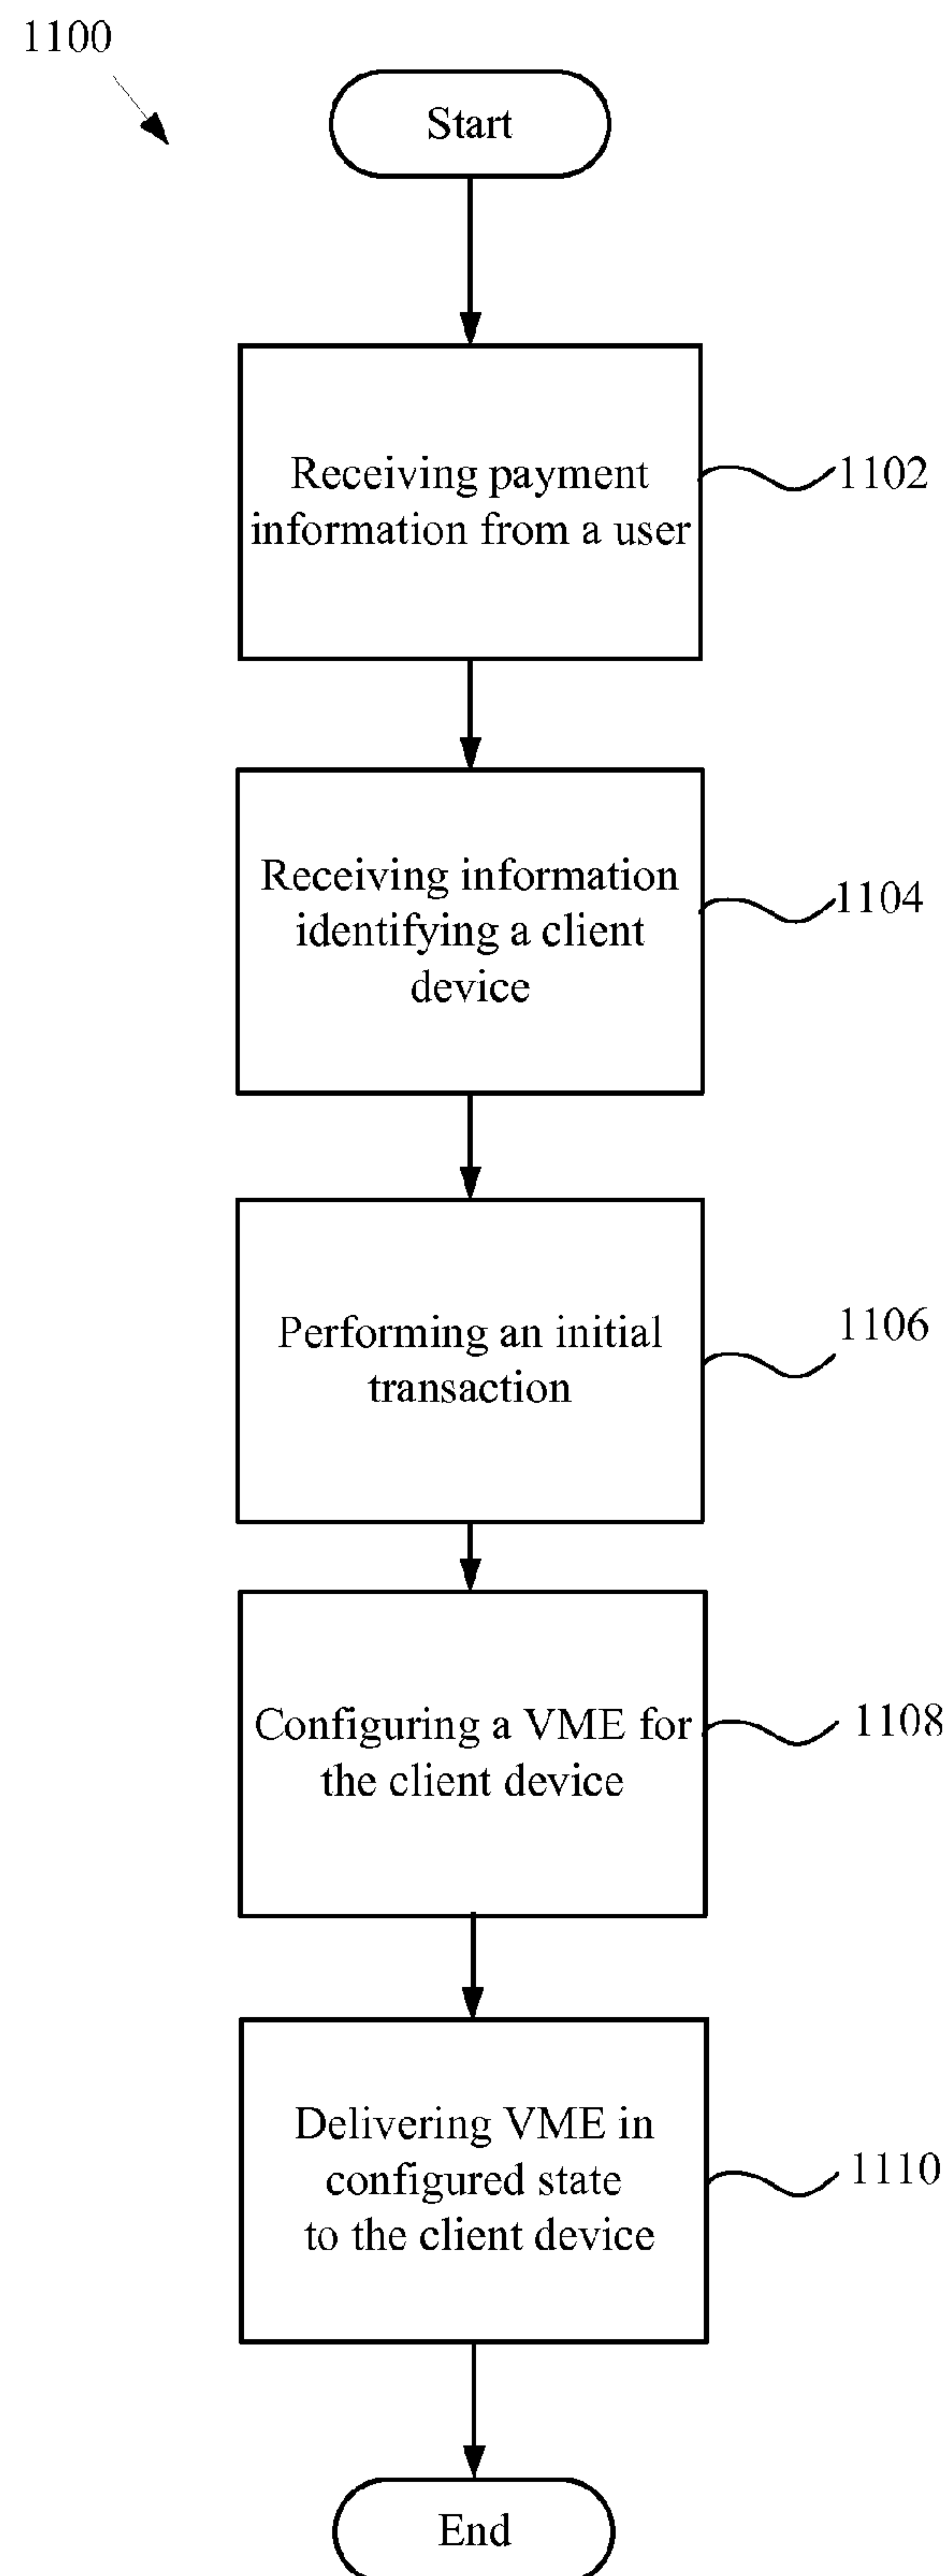 1100
Start
Receiving payment
information from a user
1102
Receiving information
identifying a client
device
1104
Performing an initial
transaction
1106
Configuring a VME for
the client device
1108
Delivering VME in
configured state
to the client device
1110
End